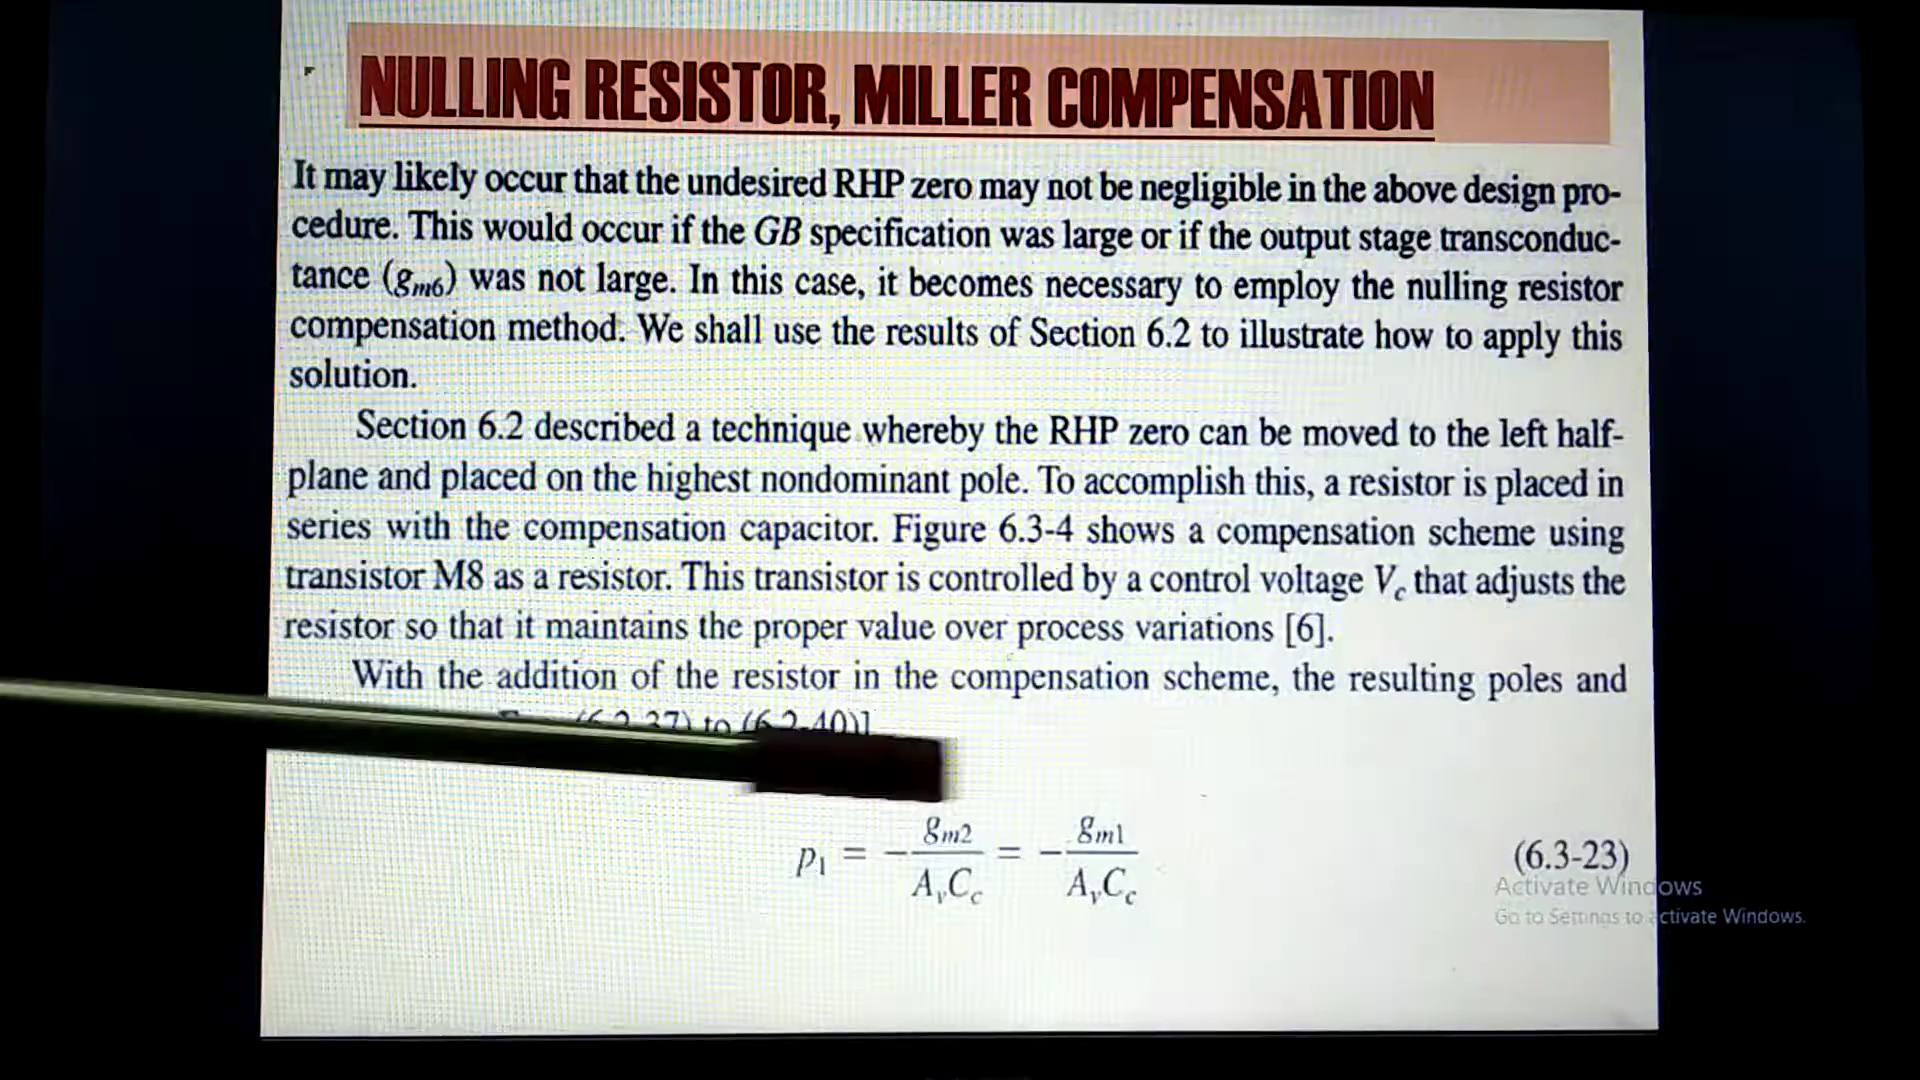 NULLING RESISTOR, MILLER COMPENSATION
It may likely occur that the undesired RHP zero may not be negligible in the above design pro-
cedure. This would occur if the GB specification was large or if the output stage transconduc-
tance (gm6) was not large. In this case, it becomes necessary to employ the nulling resistor
compensation method. We shall use the results of Section 6.2 to illustrate how to apply this
solution.
Section 6.2 described a technique whereby the RHP zero can be moved to the left half-
plane and placed on the highest nondominant pole. To accomplish this, a resistor is placed in
series with the compensation capacitor. Figure 6.3-4 shows a compensation scheme using
transistor M8 as a resistor. This transistor is controlled by a control voltage Vc that adjusts the
resistor so that it maintains the proper value over process variations [6].
With the addition of the resistor in the compensation scheme, the resulting poles and
(6.2-37) to (6.2-40)]
p1 = -gm2/AvCc = -gm1/AvCc (6.3-23)
Activate Windows
Go to Settings to activate Windows.